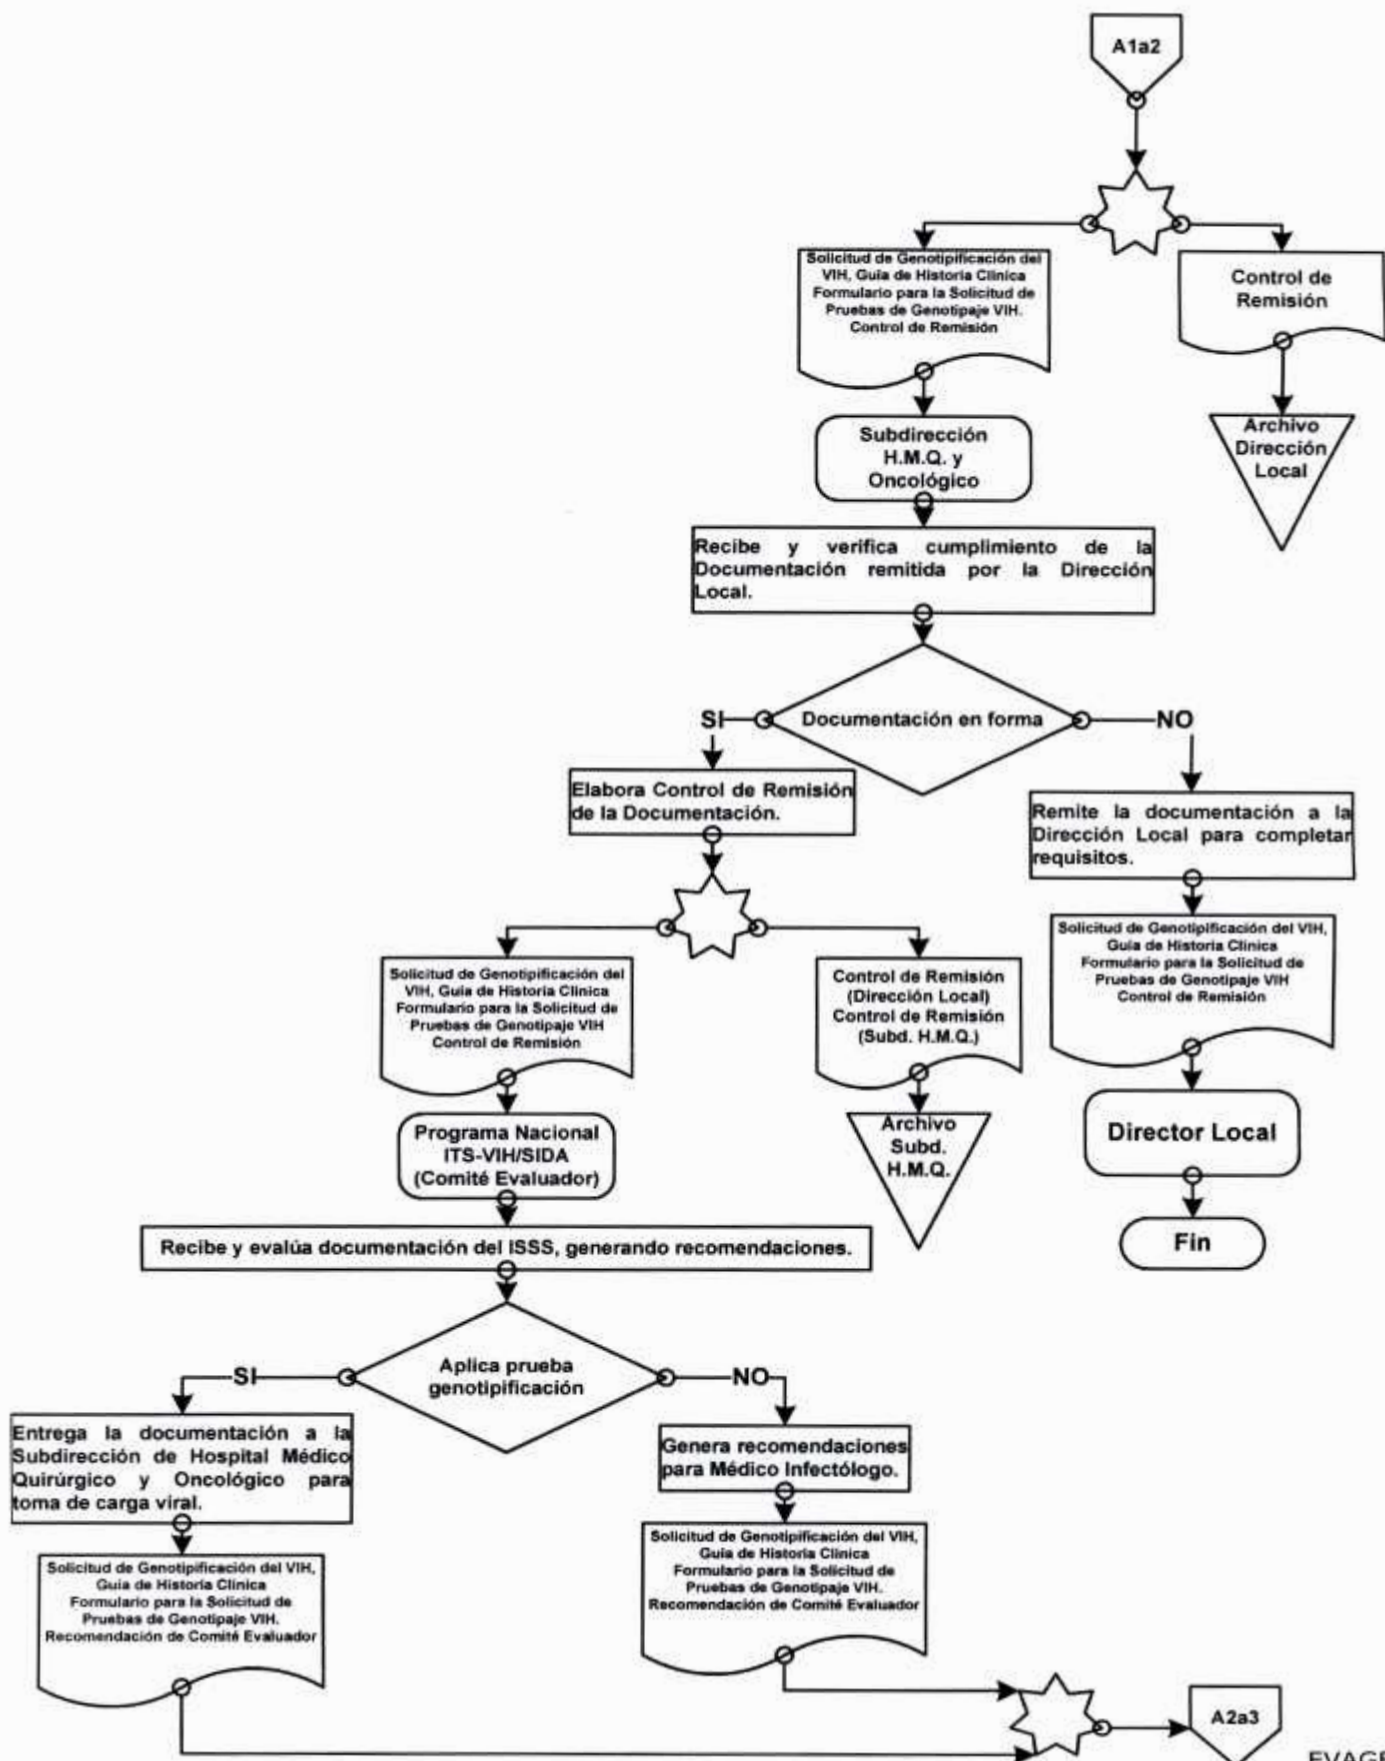 A1a2
Solicitud de Genotipificación del
VIH, Guía de Historia Clínica
Formulario para la Solicitud de
Pruebas de Genotipaje VIH.
Control de Remisión
Control de
Remisión
Subdirección
H.M.Q. y
Oncológico
Archivo
Dirección
Local
Recibe y verifica cumplimiento de la
Documentación remitida por la Dirección
Local.
SI
Documentación en forma
NO
Elabora Control de Remisión
de la Documentación.
Remite la documentación a la
Dirección Local para completar
requisitos.
Solicitud de Genotipificación del
VIH, Guía de Historia Clínica
Formulario para la Solicitud de
Pruebas de Genotipaje VIH
Control de Remisión
Control de Remisión
(Dirección Local)
Control de Remisión
(Subd. H.M.Q.)
Solicitud de Genotipificación del VIH,
Guía de Historia Clínica
Formulario para la Solicitud de
Pruebas de Genotipaje VIH
Control de Remisión
Programa Nacional
ITS-VIH/SIDA
(Comité Evaluador)
Archivo
Subd.
H.M.Q.
Director Local
Recibe y evalúa documentación del ISSS, generando recomendaciones.
Fin
SI
Aplica prueba
genotipificación
NO
Entrega la documentación a la
Subdirección de Hospital Médico
Quirúrgico y Oncológico para
toma de carga viral.
Genera recomendaciones
para Médico Infectólogo.
Solicitud de Genotipificación del VIH,
Guía de Historia Clínica
Formulario para la Solicitud de
Pruebas de Genotipaje VIH.
Recomendación de Comité Evaluador
Solicitud de Genotipificación del VIH,
Guía de Historia Clínica
Formulario para la Solicitud de
Pruebas de Genotipaje VIH.
Recomendación de Comité Evaluador
A2a3